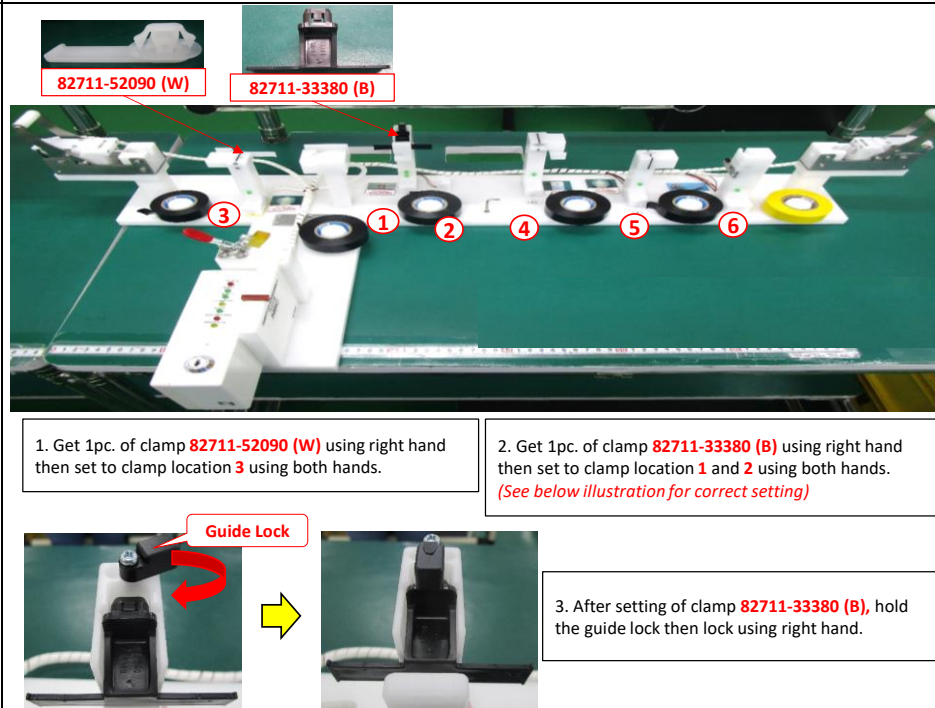 82711-52090 (W)
82711-33380 (B)
3
1
2
4
5
6
1. Get 1pc. of clamp 82711-52090 (W) using right hand
then set to clamp location 3 using both hands.
2. Get 1pc. of clamp 82711-33380 (B) using right hand
then set to clamp location 1 and 2 using both hands.
(See below illustration for correct setting)
Guide Lock
3. After setting of clamp 82711-33380 (B), hold
the guide lock then lock using right hand.